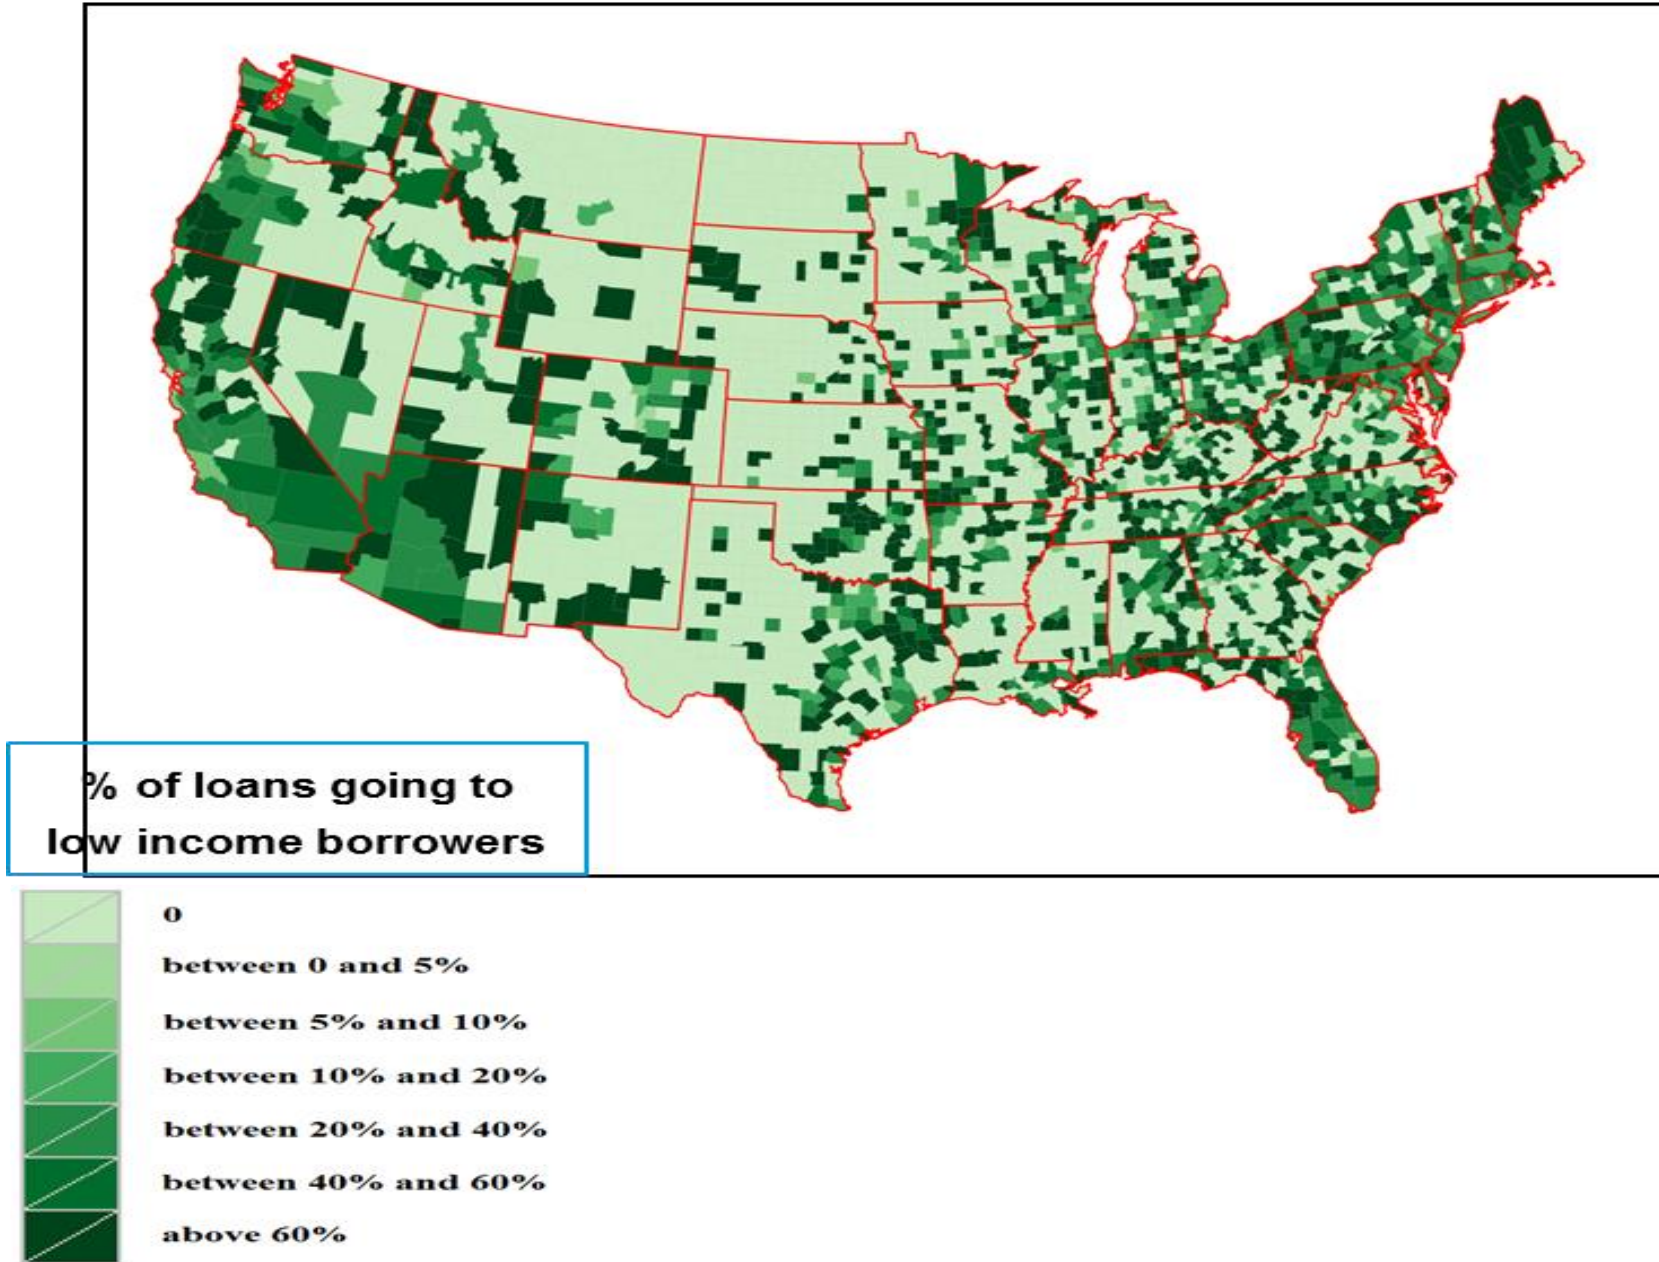 % of loans going to
low income borrowers
0
between 0 and 5%
between 5% and 10%
between 10% and 20%
between 20% and 40%
between 40% and 60%
above 60%